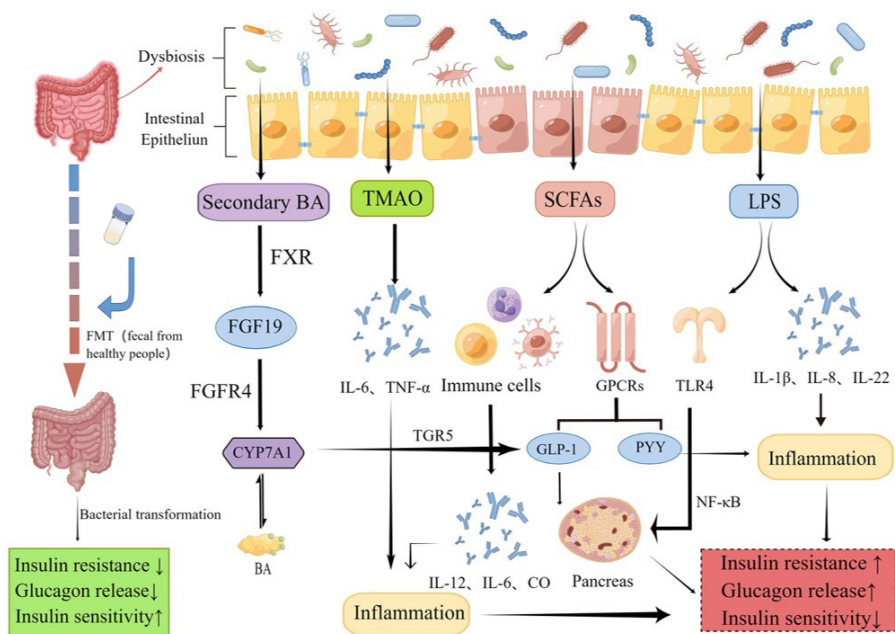 Dysbiosis
Intestinal
Epitheliun
Secondary BA
TMAO
SCFAs
LPS
FXR
FGF19
FMT（fecal from
healthy people）
FGFR4
IL-6、TNF-α
Immune cells
GPCRs
TLR4
IL-1β、IL-8、IL-22
CYP7A1
TGR5
GLP-1
PYY
Inflammation
Bacterial transformation
NF-κB
BA
IL-12、IL-6、CO
Pancreas
Insulin resistance ↓
Glucagon release↓
Insulin sensitivity↑
Inflammation
Insulin resistance ↑
Glucagon release↑
Insulin sensitivity↓